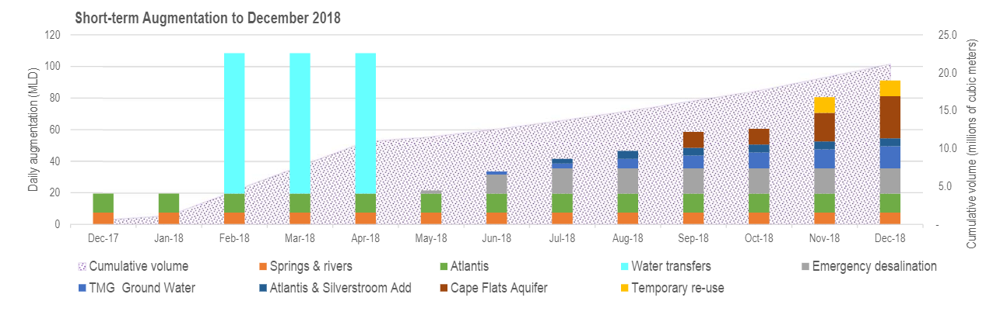 Short-term Augmentation to December 2018
120
100
80
60
40
20
0
Daily augmentation (MLD)
25.0
20.0
15.0
10.0
5.0
-
Cumulative volume (millions of cubic meters)
Dec-17 Jan-18 Feb-18 Mar-18 Apr-18 May-18 Jun-18 Jul-18 Aug-18 Sep-18 Oct-18 Nov-18 Dec-18
Cumulative volume Springs & rivers Atlantis Water transfers Emergency desalination
TMG Ground Water Atlantis & Silverstroom Add Cape Flats Aquifer Temporary re-use